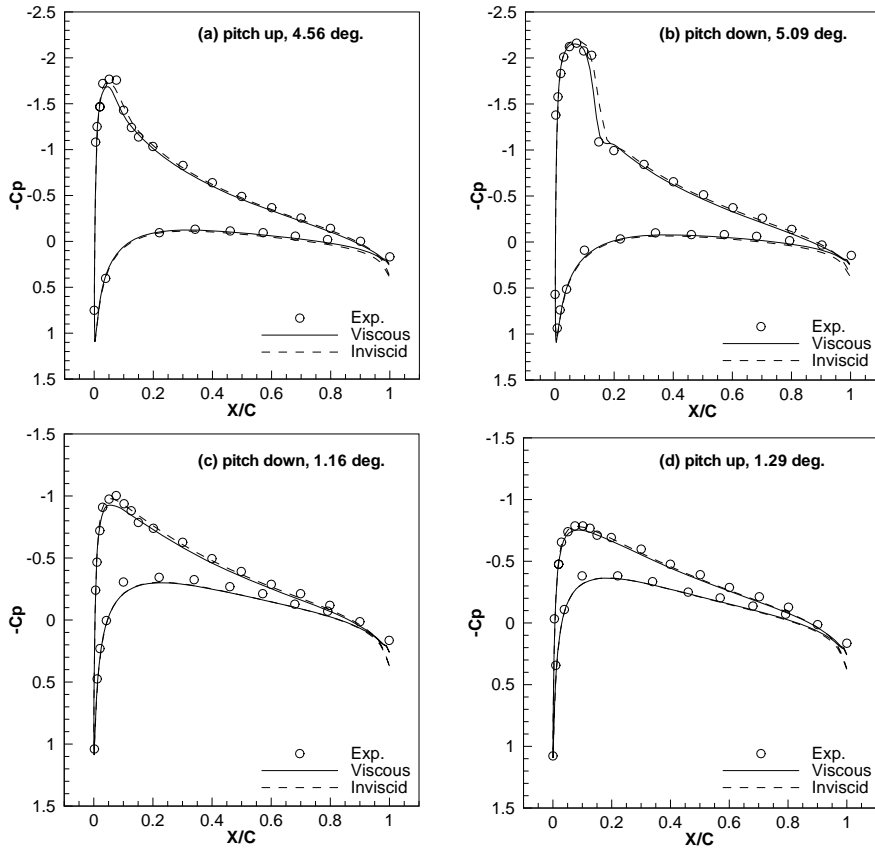 (a) pitch up, 4.56 deg.
-Cp
-2.5
-2
-1.5
-1
-0.5
0
0.5
1
1.5
Exp.
Viscous
Inviscid
0 0.2 0.4 0.6 0.8 1
X/C
(b) pitch down, 5.09 deg.
-Cp
-2.5
-2
-1.5
-1
-0.5
0
0.5
1
1.5
Exp.
Viscous
Inviscid
0 0.2 0.4 0.6 0.8 1
X/C
(c) pitch down, 1.16 deg.
-Cp
-1.5
-1
-0.5
0
0.5
1
1.5
Exp.
Viscous
Inviscid
0 0.2 0.4 0.6 0.8 1
X/C
(d) pitch up, 1.29 deg.
-Cp
-1.5
-1
-0.5
0
0.5
1
1.5
Exp.
Viscous
Inviscid
0 0.2 0.4 0.6 0.8 1
X/C